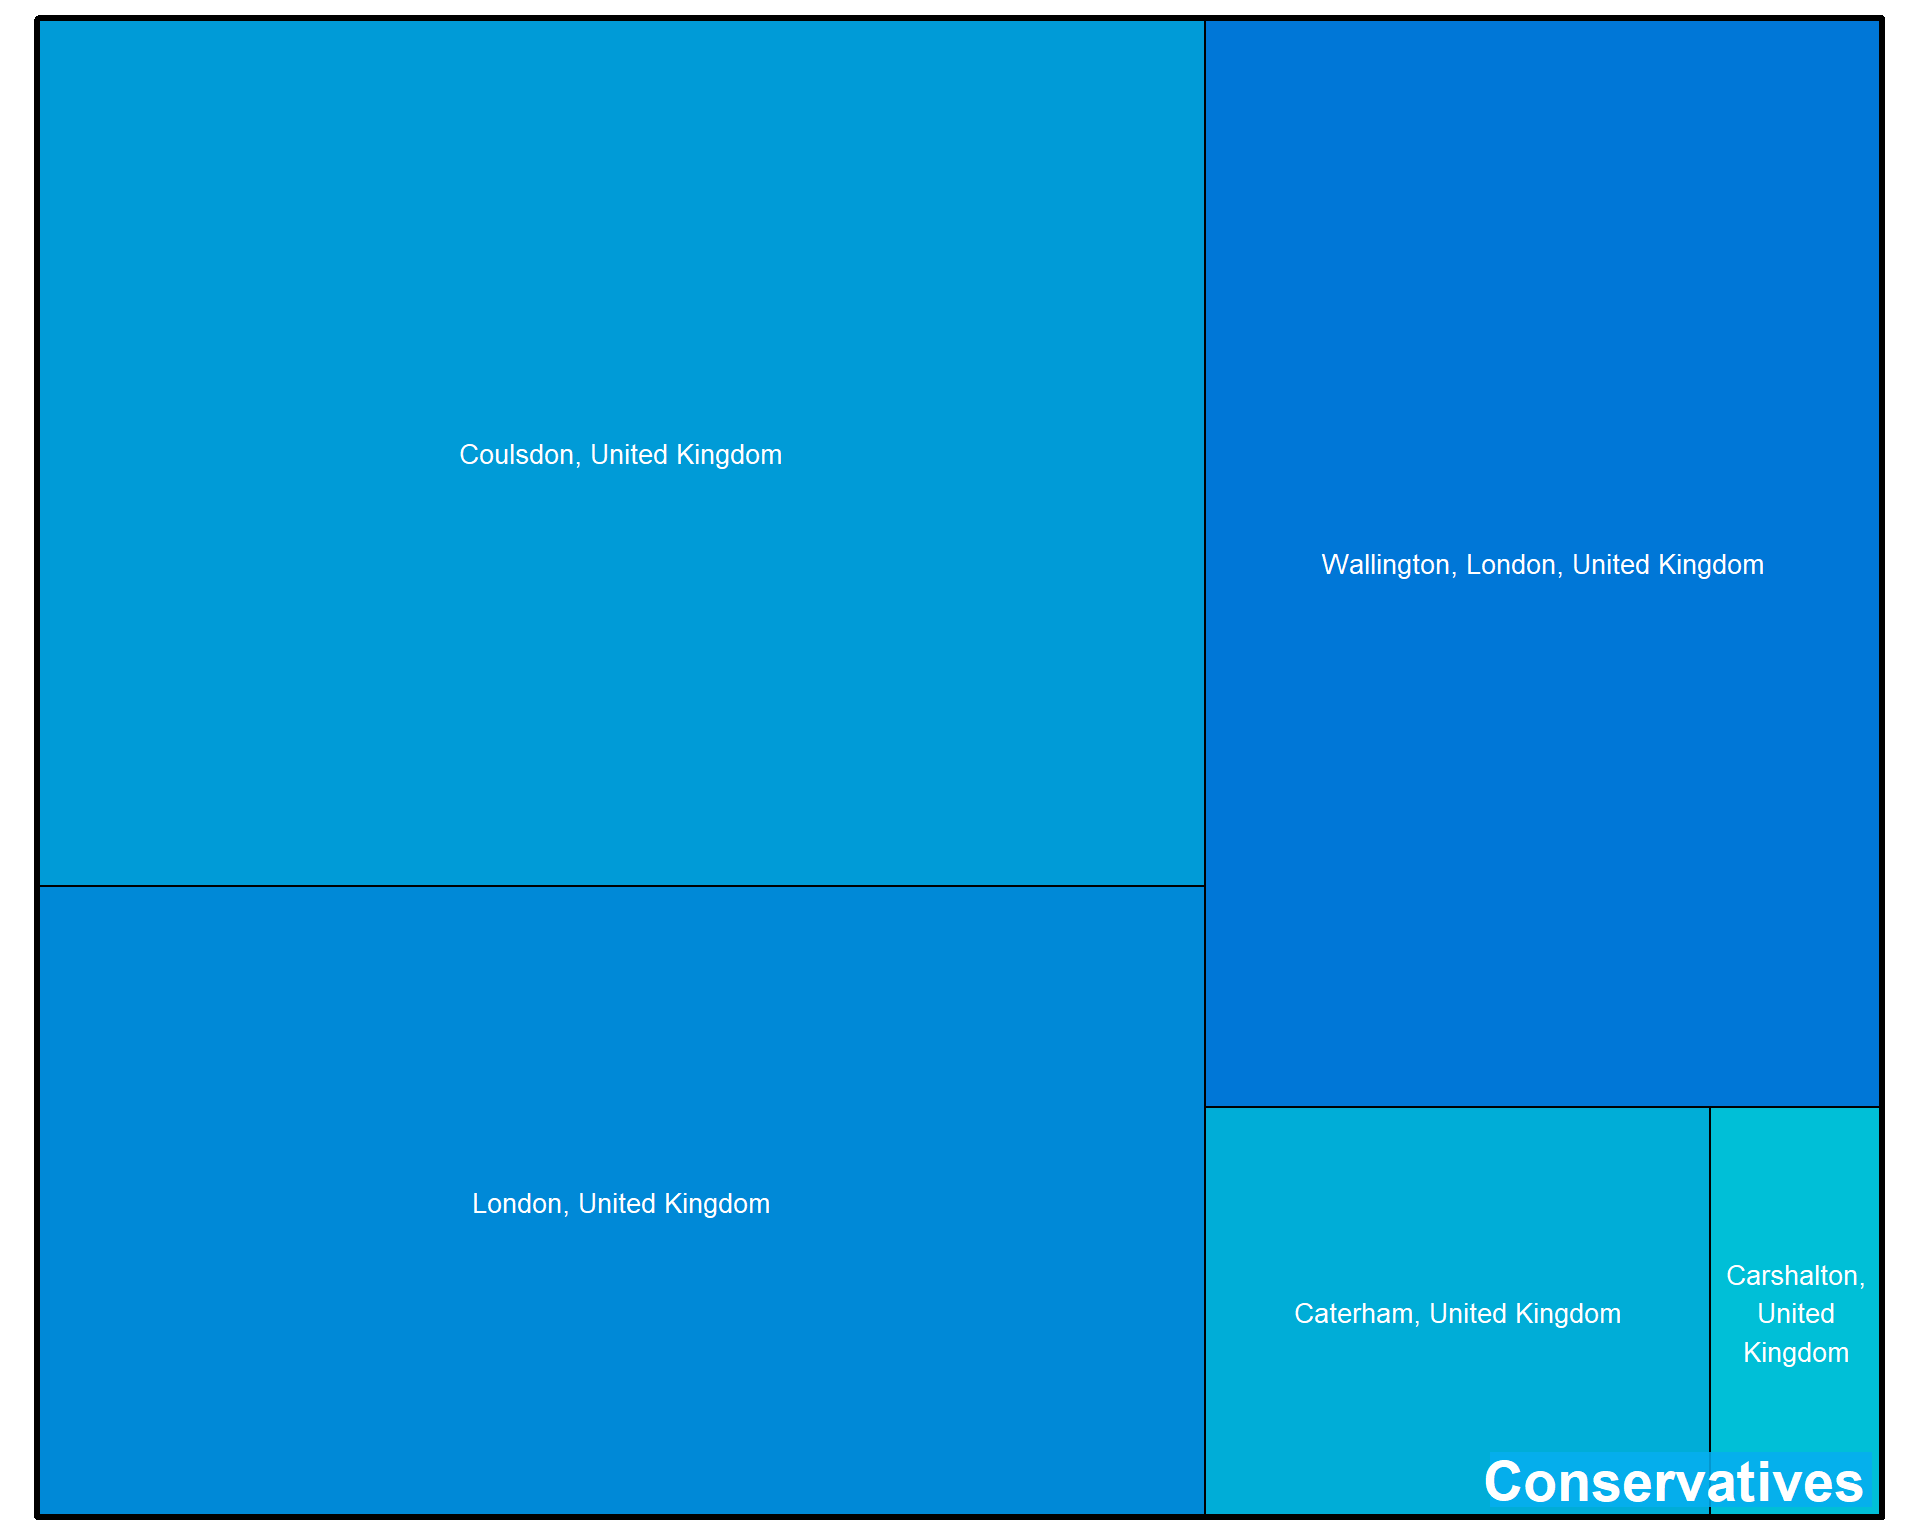 Coulsdon, United Kingdom
Wallington, London, United Kingdom
London, United Kingdom
Caterham, United Kingdom
Carshalton,
United
Kingdom
Conservatives